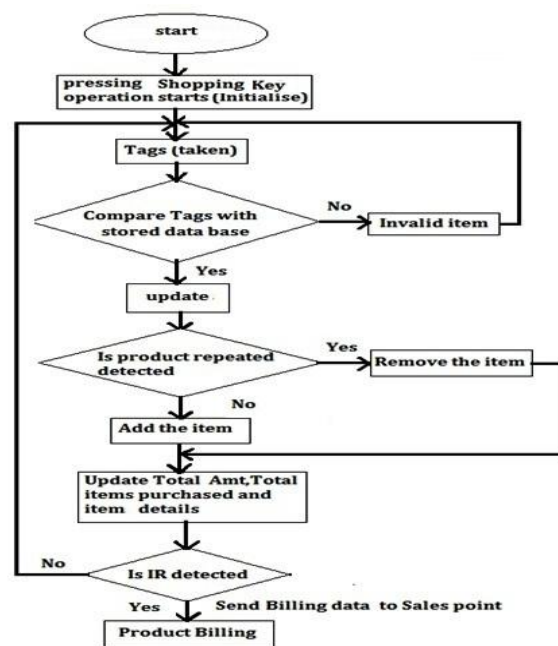 start
pressing Shopping Key
operation starts (Initialise)
Tags (taken)
Compare Tags with
stored data base
No
Invalid item
Yes
update
Is product repeated
detected
Yes
Remove the item
No
Add the item
Update Total Amt,Total
items purchased and
item details
No
Is IR detected
Yes
Send Billing data to Sales point
Product Billing